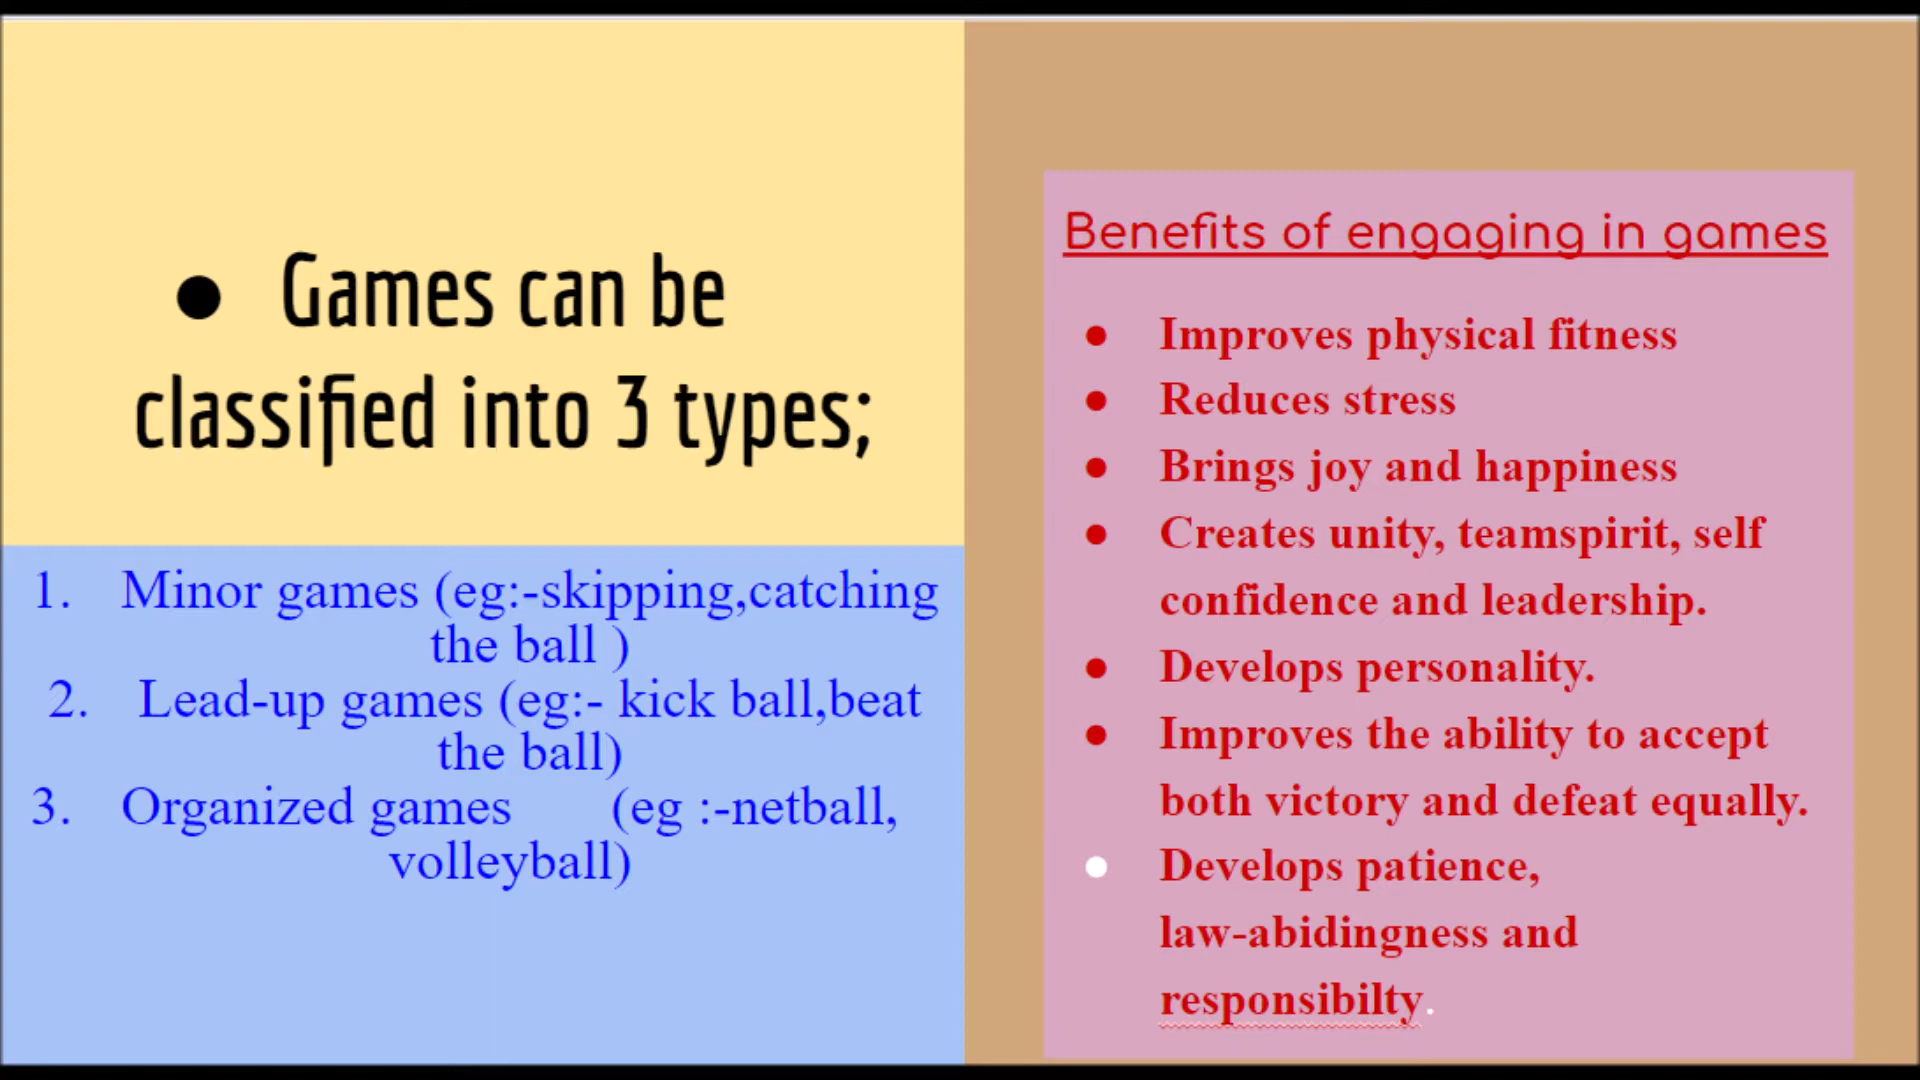 ● Games can be
classified into 3 types;
1. Minor games (eg:-skipping,catching
the ball )
2. Lead-up games (eg:- kick ball,beat
the ball)
3. Organized games (eg :-netball,
volleyball)
Benefits of engaging in games
● Improves physical fitness
● Reduces stress
● Brings joy and happiness
● Creates unity, teamspirit, self
confidence and leadership.
● Develops personality.
● Improves the ability to accept
both victory and defeat equally.
● Develops patience,
law-abidingness and
responsibilty.